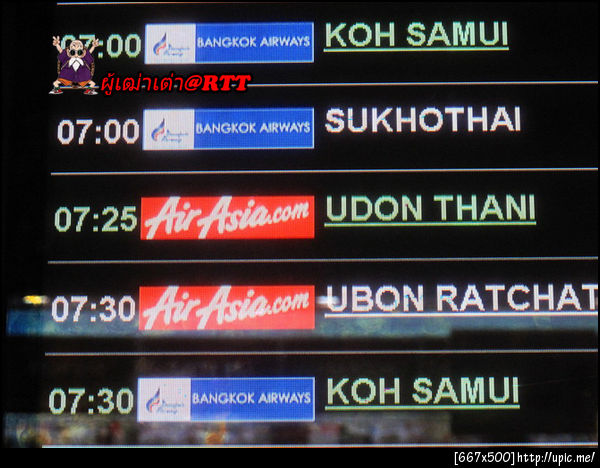 07:00 BANGKOK AIRWAYS KOH SAMUI
ผู้เฒ่าเต่า@RTT
07:00 BANGKOK AIRWAYS SUKHOTHAI
07:25 AirAsia.com UDON THANI
07:30 AirAsia.com UBON RATCHAT
07:30 BANGKOK AIRWAYS KOH SAMUI
[667x500]http://upic.me/